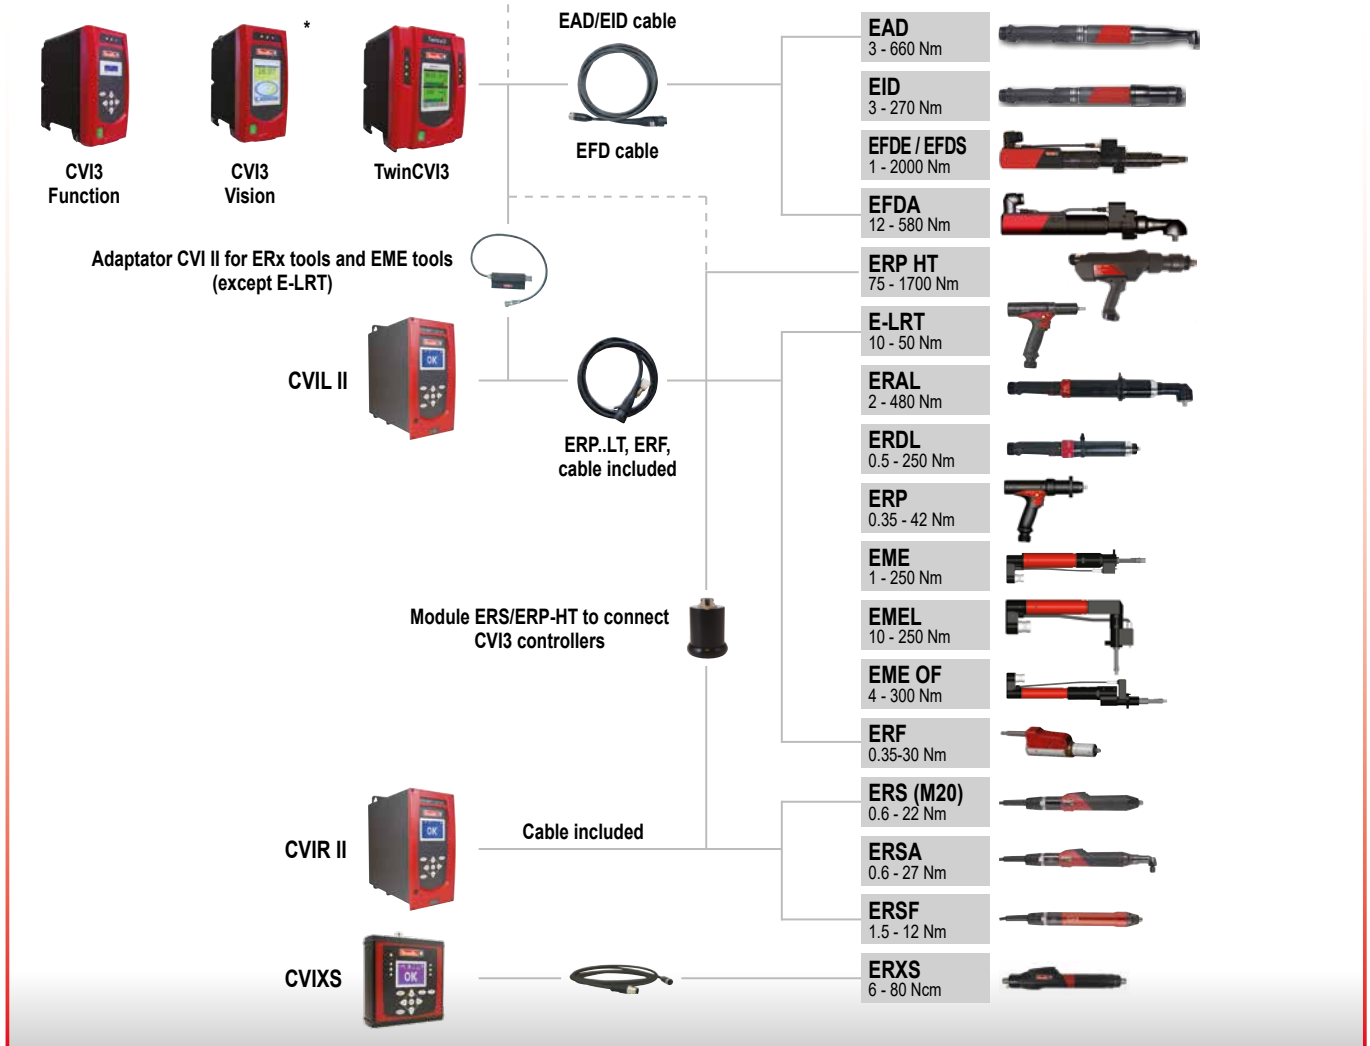 *
EAD/EID cable
EFD cable
CVI3
Function
CVI3
Vision
TwinCVI3
EAD
3 - 660 Nm
EID
3 - 270 Nm
EFDE / EFDS
1 - 2000 Nm
EFDA
12 - 580 Nm
Adaptator CVI II for ERx tools and EME tools
(except E-LRT)
ERP HT
75 - 1700 Nm
E-LRT
10 - 50 Nm
CVIL II
OK
ERP..LT, ERF,
cable included
ERAL
2 - 480 Nm
ERDL
0.5 - 250 Nm
ERP
0.35 - 42 Nm
EME
1 - 250 Nm
Module ERS/ERP-HT to connect
CVI3 controllers
EMEL
10 - 250 Nm
EME OF
4 - 300 Nm
ERF
0.35-30 Nm
CVIR II
OK
Cable included
ERS (M20)
0.6 - 22 Nm
ERSA
0.6 - 27 Nm
ERSF
1.5 - 12 Nm
CVIXS
OK
ERXS
6 - 80 Ncm